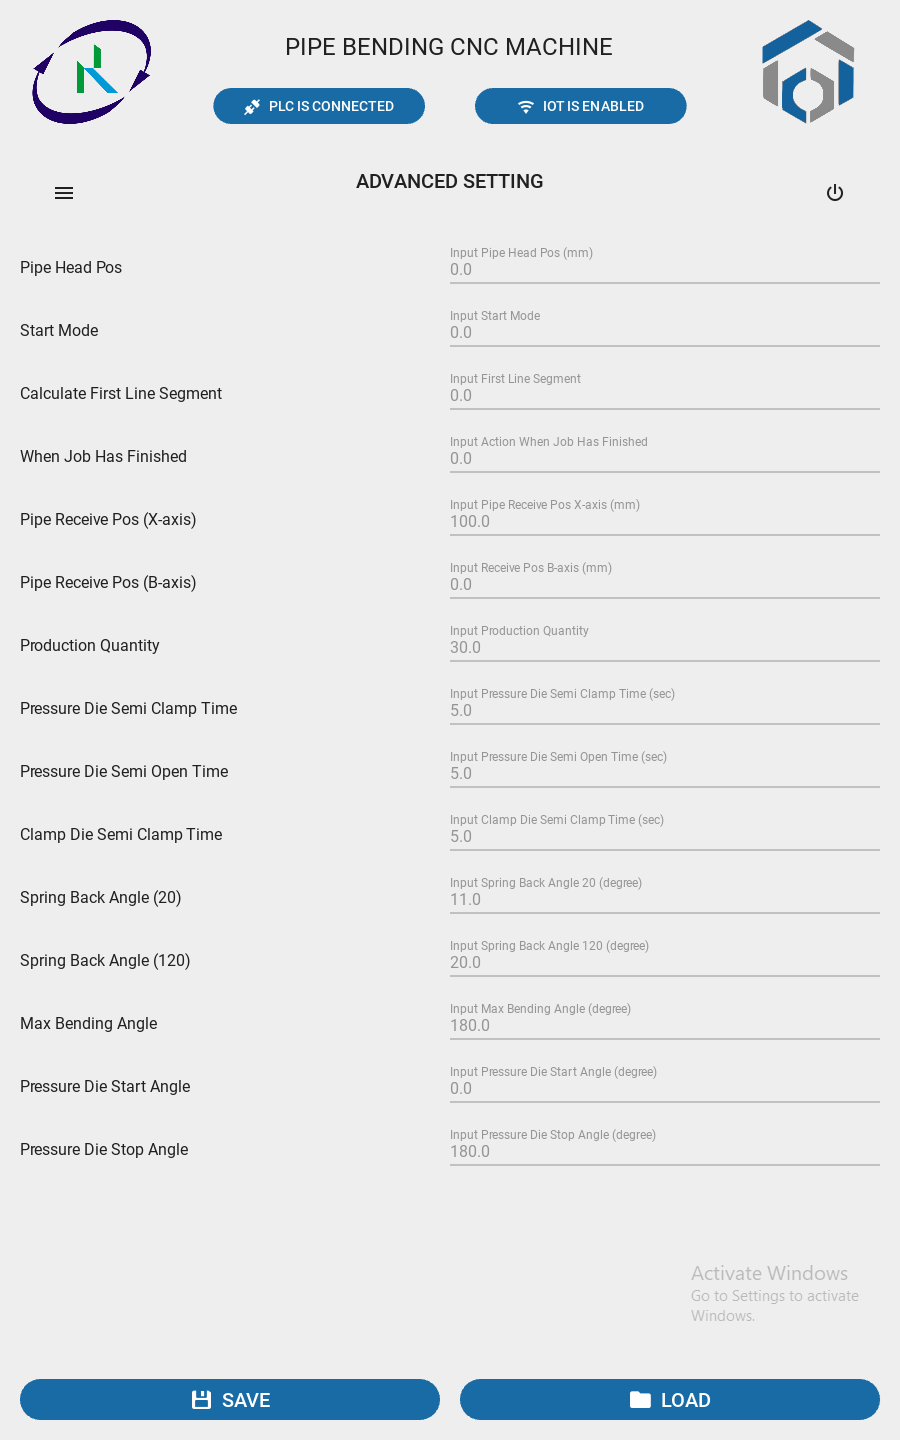 PIPE BENDING CNC MACHINE
PLC IS CONNECTED
IOT IS ENABLED
ADVANCED SETTING
Pipe Head Pos
Input Pipe Head Pos (mm)
0.0
Start Mode
Input Start Mode
0.0
Calculate First Line Segment
Input First Line Segment
0.0
When Job Has Finished
Input Action When Job Has Finished
0.0
Pipe Receive Pos (X-axis)
Input Pipe Receive Pos X-axis (mm)
100.0
Pipe Receive Pos (B-axis)
Input Receive Pos B-axis (mm)
0.0
Production Quantity
Input Production Quantity
30.0
Pressure Die Semi Clamp Time
Input Pressure Die Semi Clamp Time (sec)
5.0
Pressure Die Semi Open Time
Input Pressure Die Semi Open Time (sec)
5.0
Clamp Die Semi Clamp Time
Input Clamp Die Semi Clamp Time (sec)
5.0
Spring Back Angle (20)
Input Spring Back Angle 20 (degree)
11.0
Spring Back Angle (120)
Input Spring Back Angle 120 (degree)
20.0
Max Bending Angle
Input Max Bending Angle (degree)
180.0
Pressure Die Start Angle
Input Pressure Die Start Angle (degree)
0.0
Pressure Die Stop Angle
Input Pressure Die Stop Angle (degree)
180.0
Activate Windows
Go to Settings to activate
Windows.
SAVE
LOAD